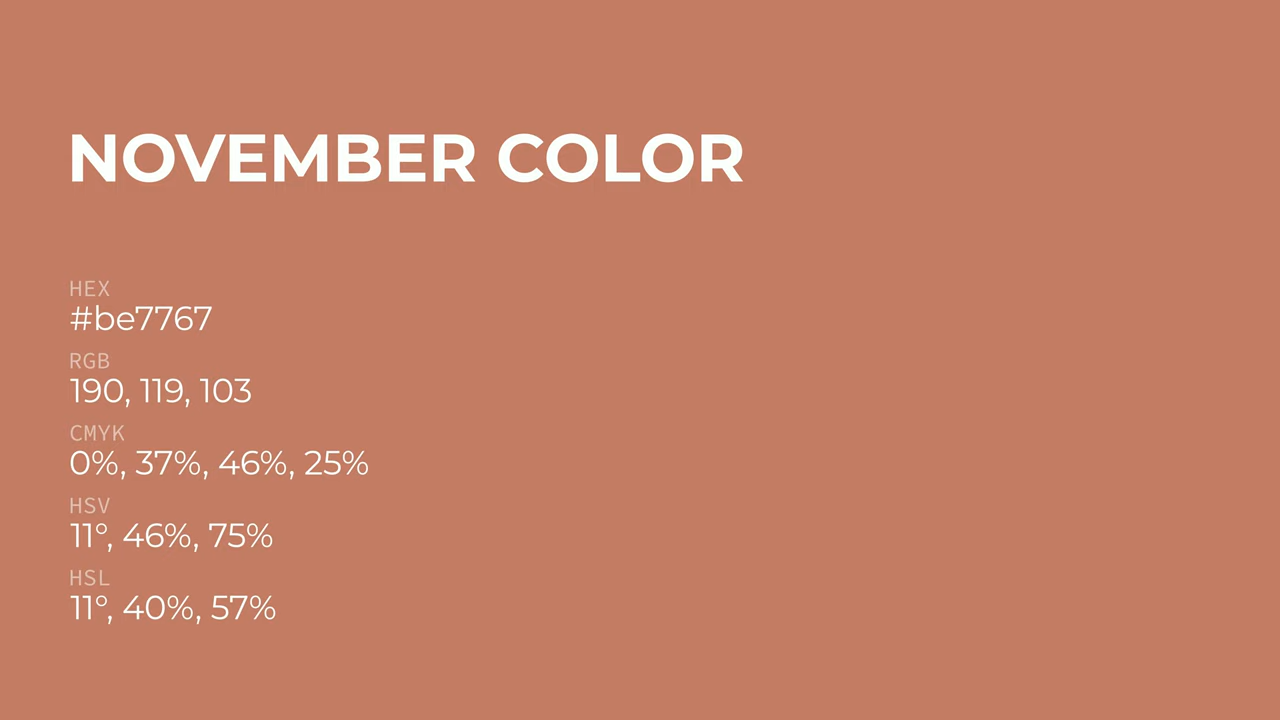 NOVEMBER COLOR
HEX
#be7767
RGB
190, 119, 103
CMYK
0%, 37%, 46%, 25%
HSV
11°, 46%, 75%
HSL
11°, 40%, 57%